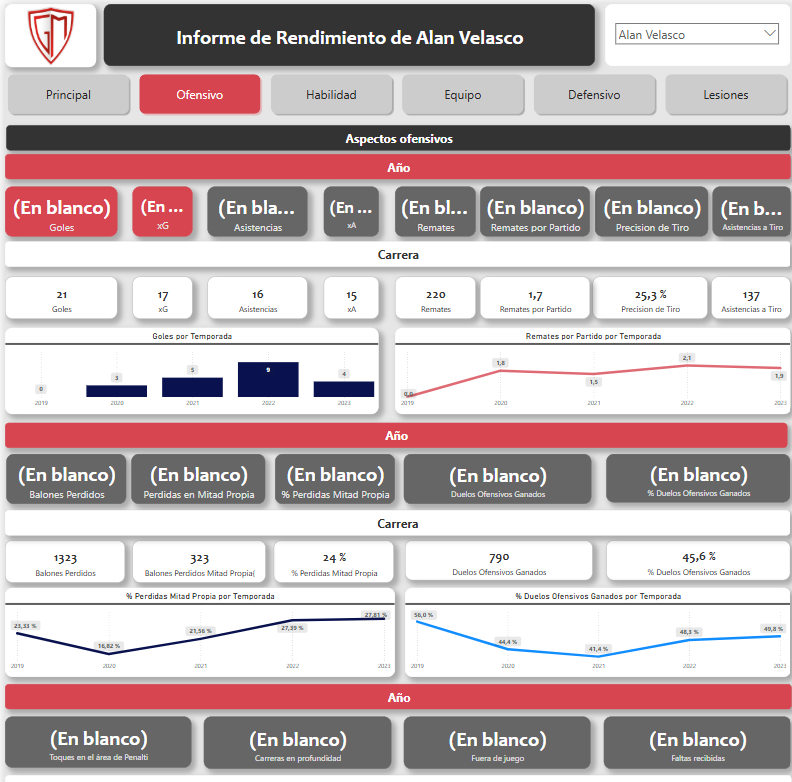 GM
Informe de Rendimiento de Alan Velasco
Alan Velasco
Principal
Ofensivo
Habilidad
Equipo
Defensivo
Lesiones
Aspectos ofensivos
Año
(En blanco)
Goles
(En ...
xG
(En bla...
Asistencias
(En ...
xA
(En bl...
Remates
(En blanco)
Remates por Partido
(En blanco)
Precision de Tiro
(En b...
Asistencias a Tiro
Carrera
21
Goles
17
xG
16
Asistencias
15
xA
220
Remates
1,7
Remates por Partido
25,3 %
Precision de Tiro
137
Asistencias a Tiro
Goles por Temporada
0
3
5
9
4
2019
2020
2021
2022
2023
Remates por Partido por Temporada
0,0
1,8
1,5
2,1
1,9
2019
2020
2021
2022
2023
Año
(En blanco)
Balones Perdidos
(En blanco)
Perdidas en Mitad Propia
(En blanco)
% Perdidas Mitad Propia
(En blanco)
Duelos Ofensivos Ganados
(En blanco)
% Duelos Ofensivos Ganados
Carrera
1323
Balones Perdidos
323
Balones Perdidos Mitad Propia(
24 %
% Perdidas Mitad Propia
790
Duelos Ofensivos Ganados
45,6 %
% Duelos Ofensivos Ganados
% Perdidas Mitad Propia por Temporada
23,33 %
16,82 %
21,56 %
27,39 %
27,81 %
2019
2020
2021
2022
2023
% Duelos Ofensivos Ganados por Temporada
56,0 %
44,4 %
41,4 %
48,3 %
49,8 %
2019
2020
2021
2022
2023
Año
(En blanco)
Toques en el área de Penalti
(En blanco)
Carreras en profundidad
(En blanco)
Fuera de juego
(En blanco)
Faltas recibidas